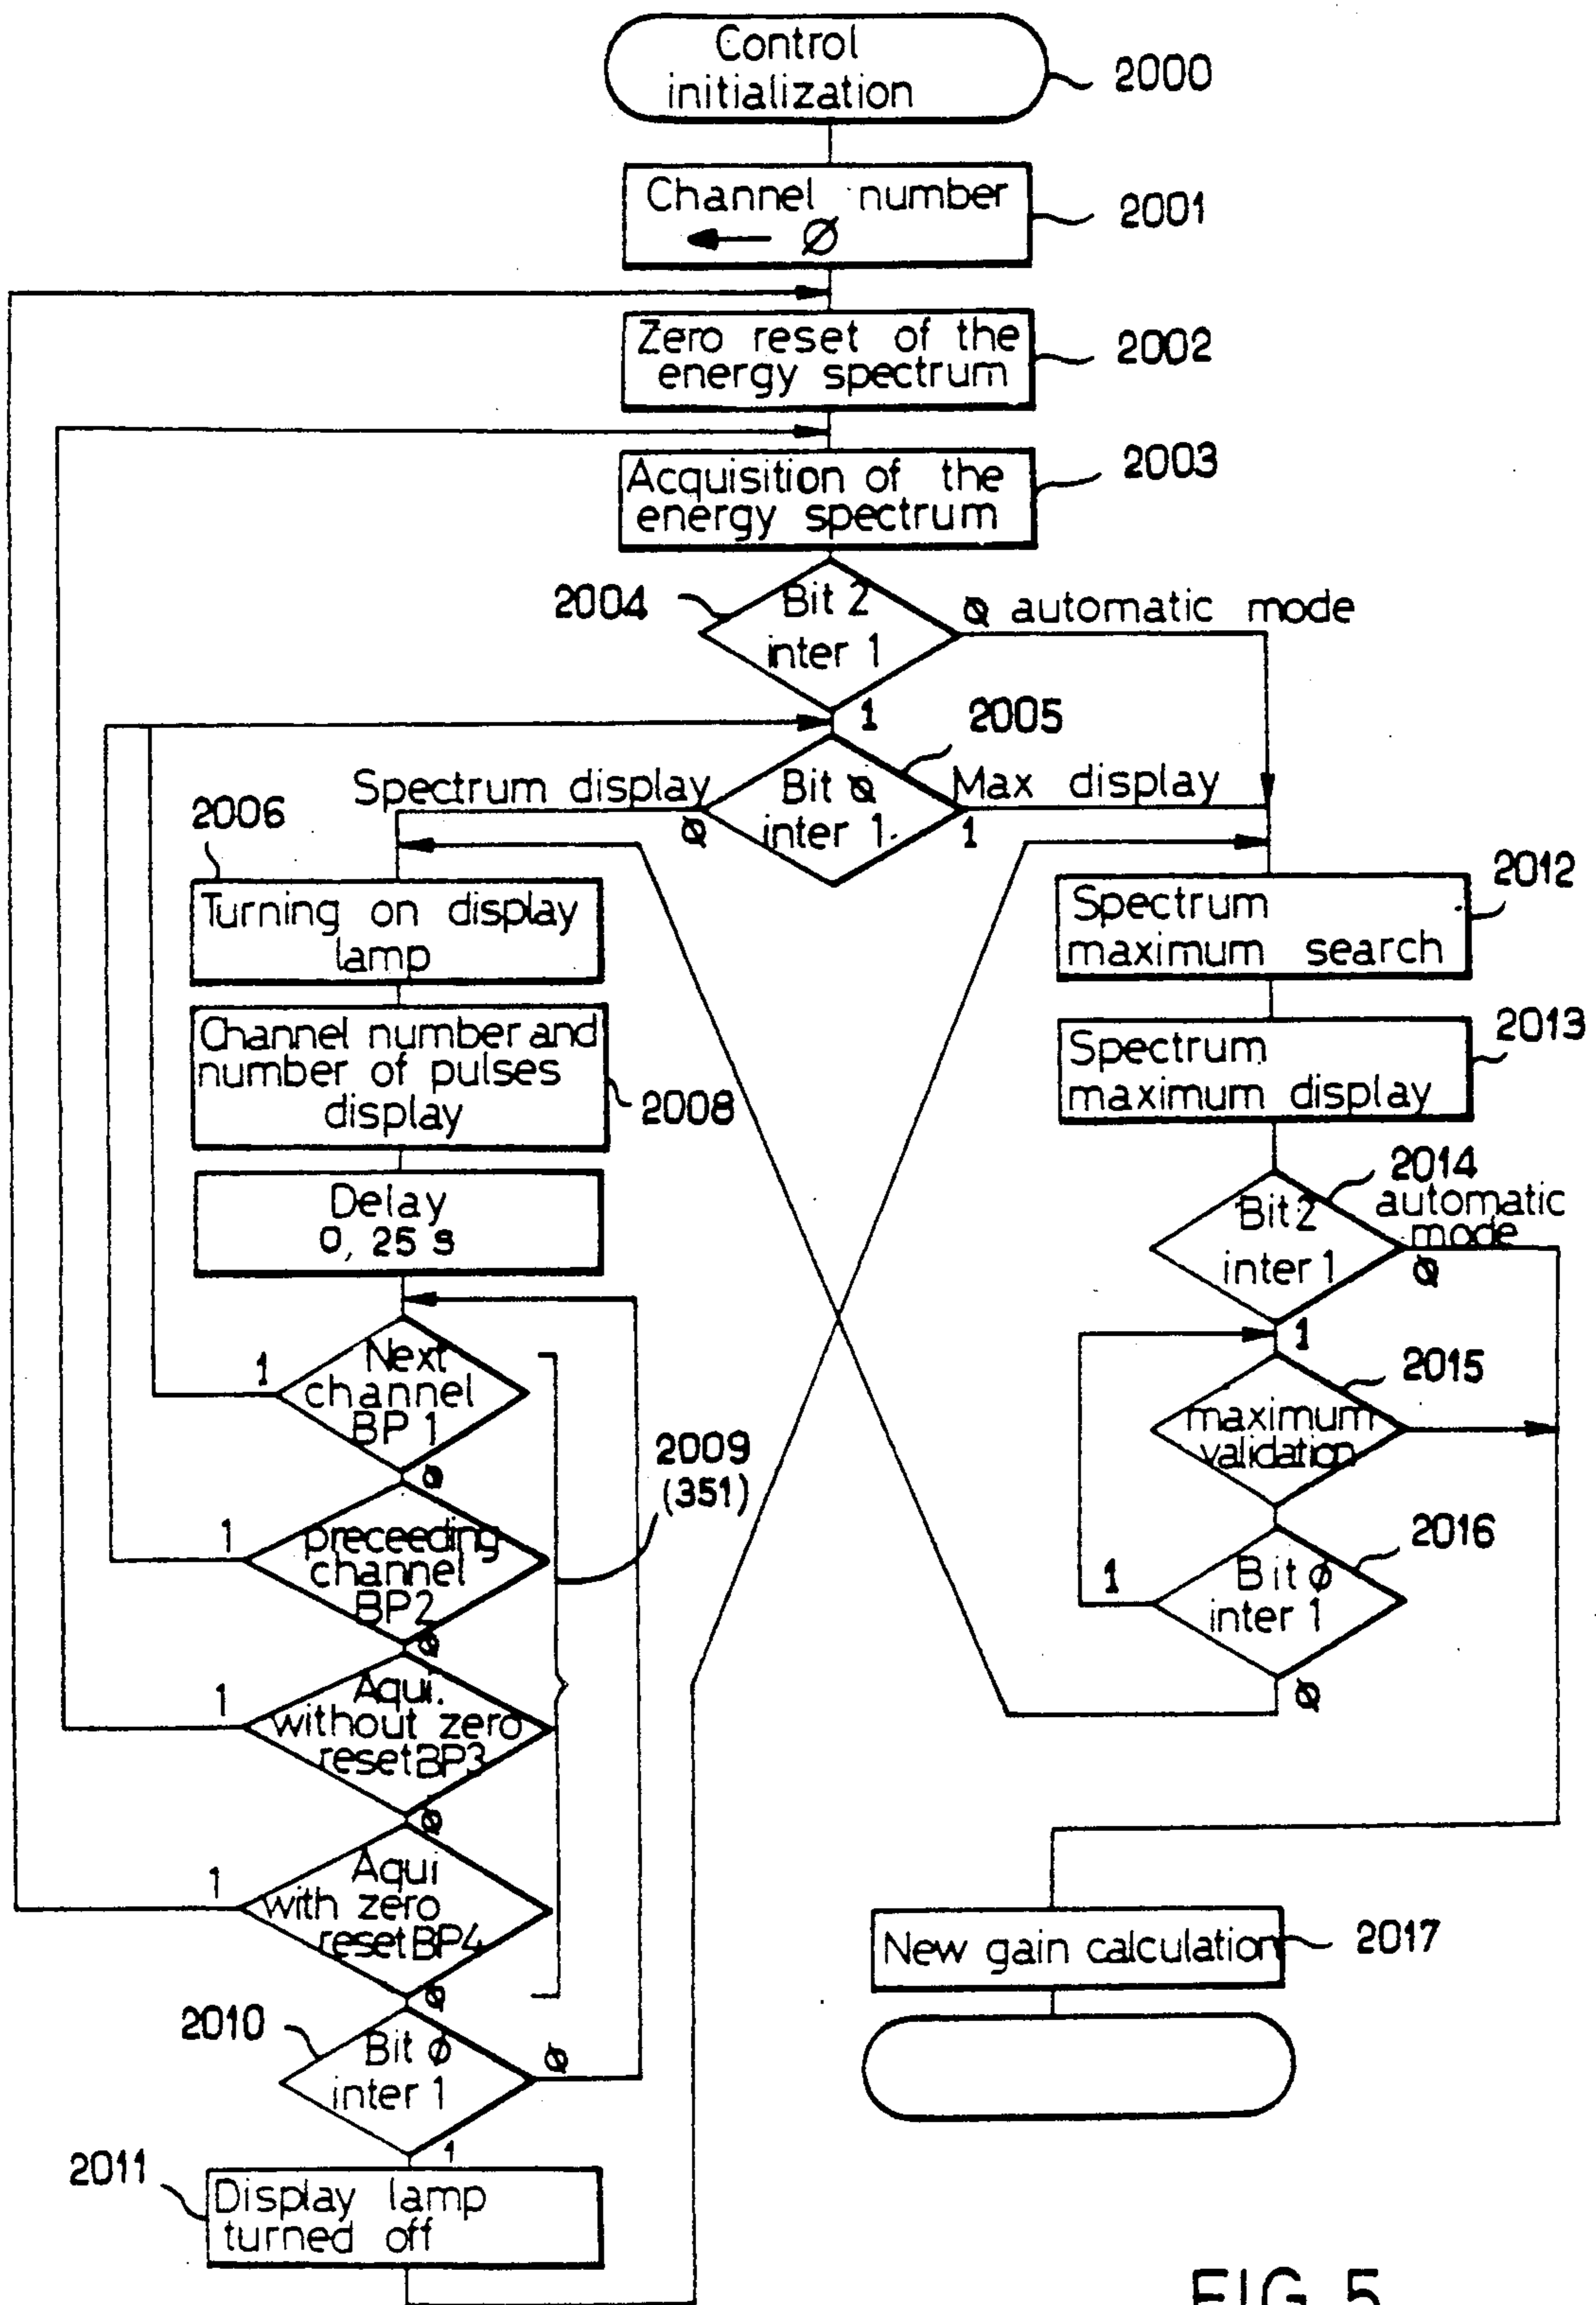 Control
initialization
2000
Channel number
Ø
2001
Zero reset of the
energy spectrum
2002
Acquisition of the
energy spectrum
2003
2004
Bit 2
inter 1
Ø automatic mode
1
2005
Spectrum display
Bit Ø
inter 1
Max display
Ø
1
2006
Turning on display
lamp
2012
Spectrum
maximum search
Channel number and
number of pulses
display
2008
2013
Spectrum
maximum display
Delay
0, 25 s
2014
automatic
mode
Bit 2
inter 1
Ø
1
Next
channel
BP 1
1
Ø
2015
maximum
validation
2009
(351)
preceeding
channel
BP2
1
Ø
2016
Bit Ø
inter 1
1
Ø
Aqui.
without zero
reset BP3
1
Ø
Aqui
with zero
reset BP4
1
Ø
New gain calculation
2017
2010
Bit Ø
inter 1
Ø
1
2011
Display lamp
turned off
FIG. 5